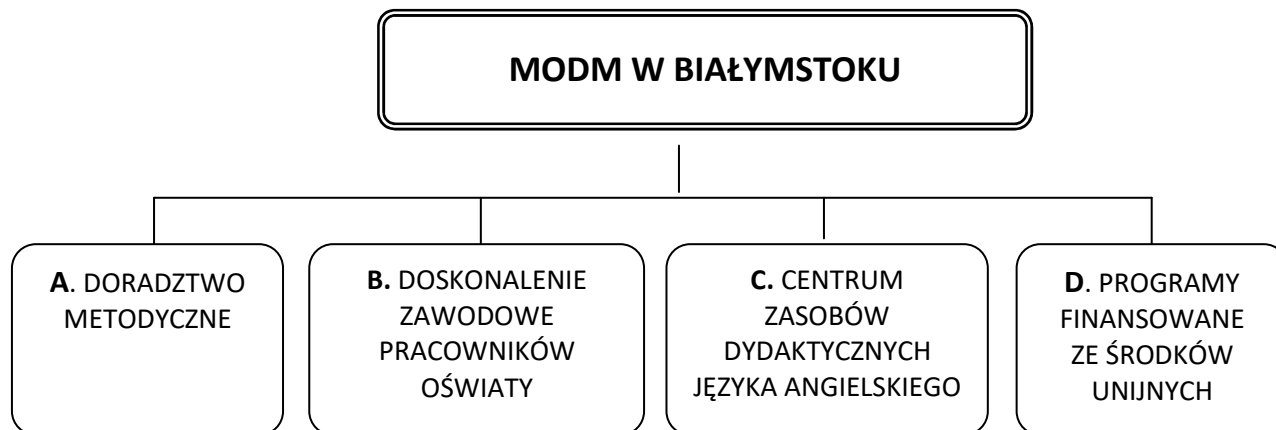 MODM W BIAŁYMSTOKU
A. DORADZTWO
METODYCZNE
B. DOSKONALENIE
ZAWODOWE
PRACOWNIKÓW
OŚWIATY
C. CENTRUM
ZASOBÓW
DYDAKTYCZNYCH
JĘZYKA ANGIELSKIEGO
D. PROGRAMY
FINANSOWANE
ZE ŚRODKÓW
UNIJNYCH